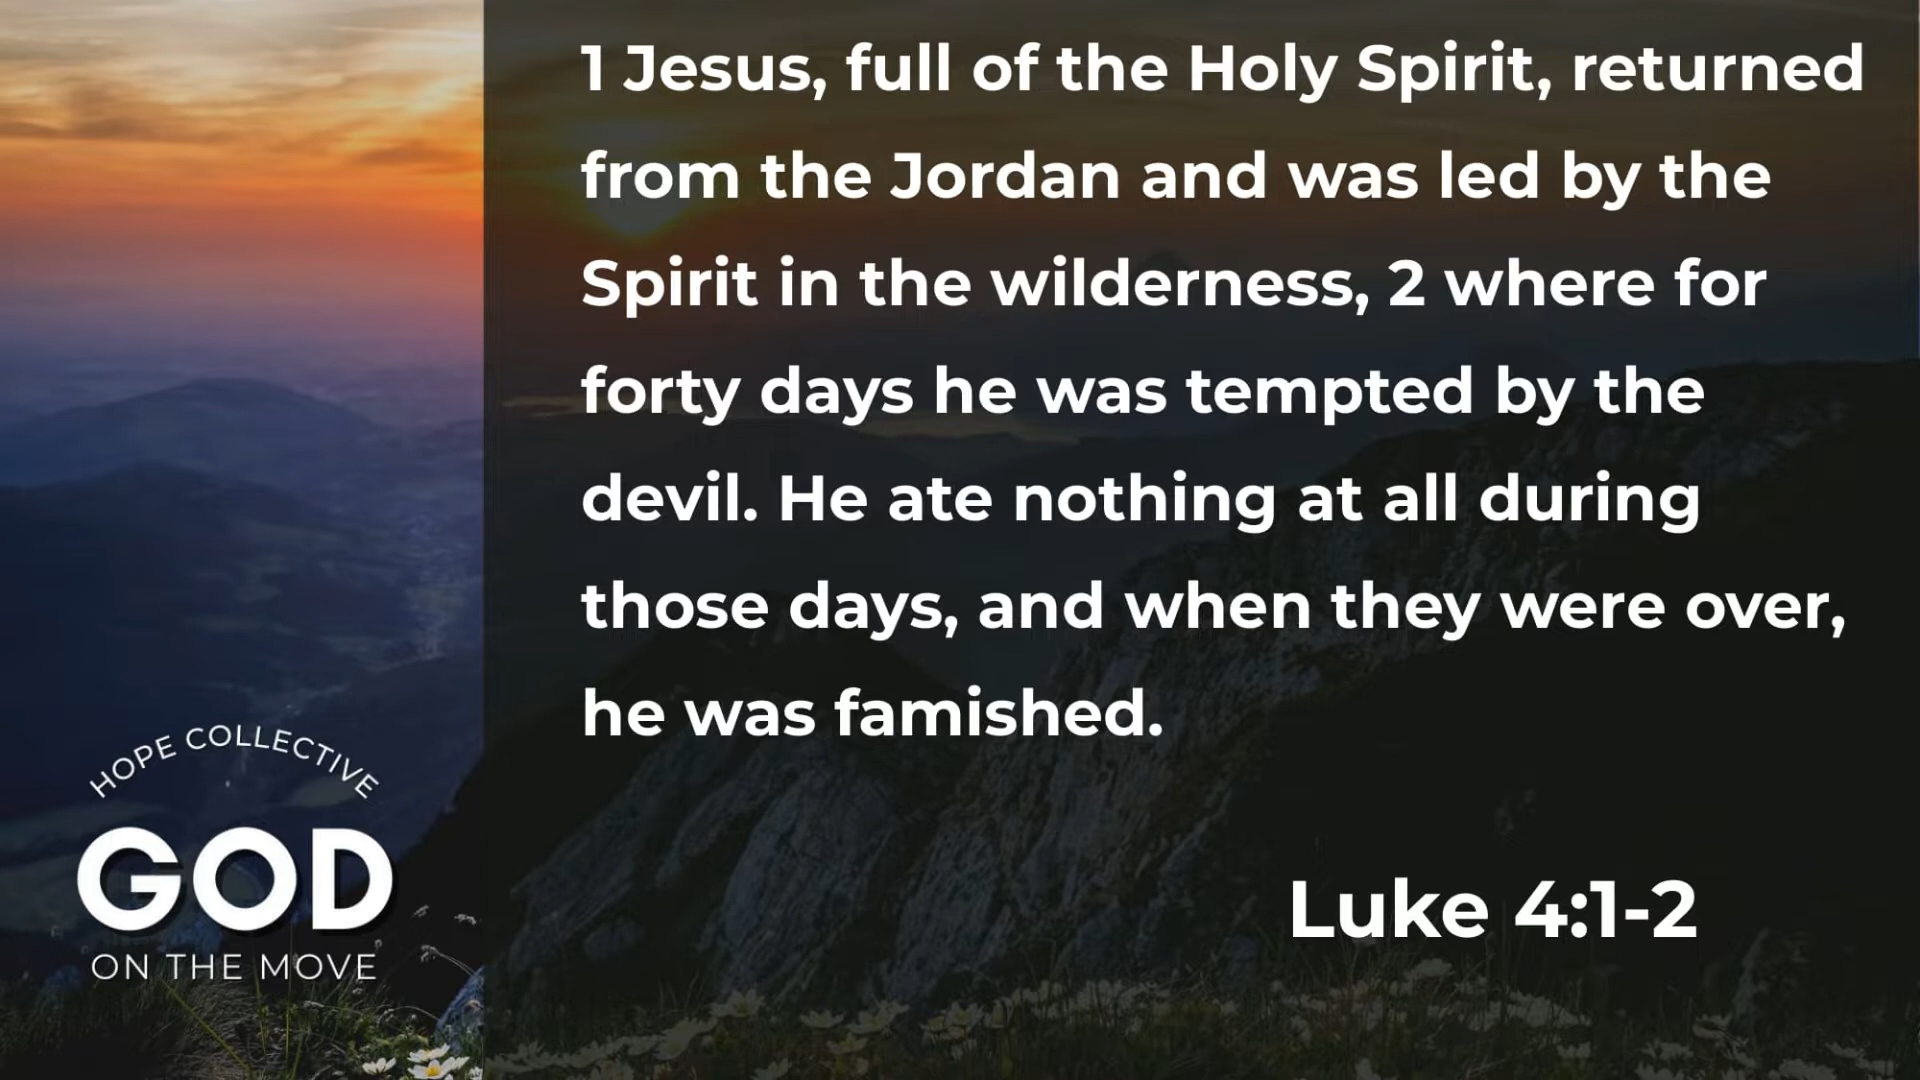 1 Jesus, full of the Holy Spirit, returned
from the Jordan and was led by the
Spirit in the wilderness, 2 where for
forty days he was tempted by the
devil. He ate nothing at all during
those days, and when they were over,
he was famished.
Luke 4:1-2
HOPE COLLECTIVE
GOD
ON THE MOVE